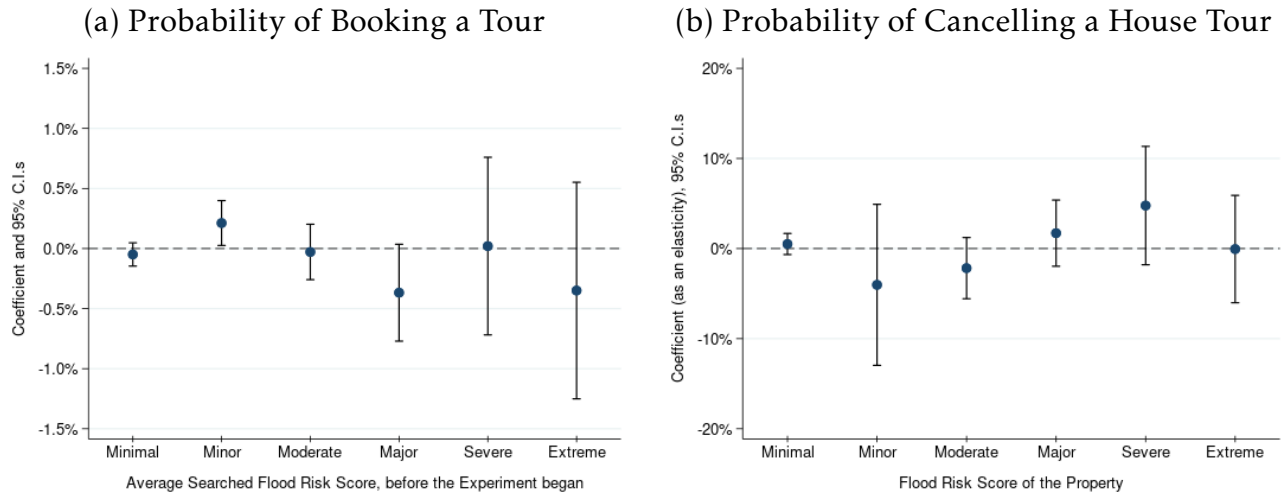 (a) Probability of Booking a Tour
1.5%
1.0%
0.5%
0.0%
-0.5%
-1.0%
-1.5%
Coefficient and 95% C.I.s
Minimal Minor Moderate Major Severe Extreme
Average Searched Flood Risk Score, before the Experiment began
(b) Probability of Cancelling a House Tour
20%
10%
0%
-10%
-20%
Coefficient (as an elasticity), 95% C.I.s
Minimal Minor Moderate Major Severe Extreme
Flood Risk Score of the Property